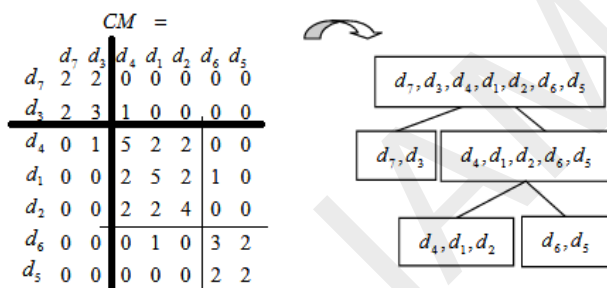 CM =
d7 d3 d4 d1 d2 d6 d5
d7 2 2 0 0 0 0 0
d3 2 3 1 0 0 0 0
d4 0 1 5 2 2 0 0
d1 0 0 2 5 2 1 0
d2 0 0 2 2 4 0 0
d6 0 0 0 1 0 3 2
d5 0 0 0 0 0 2 2
d7, d3, d4, d1, d2, d6, d5
d7, d3
d4, d1, d2, d6, d5
d4, d1, d2
d6, d5
IAM